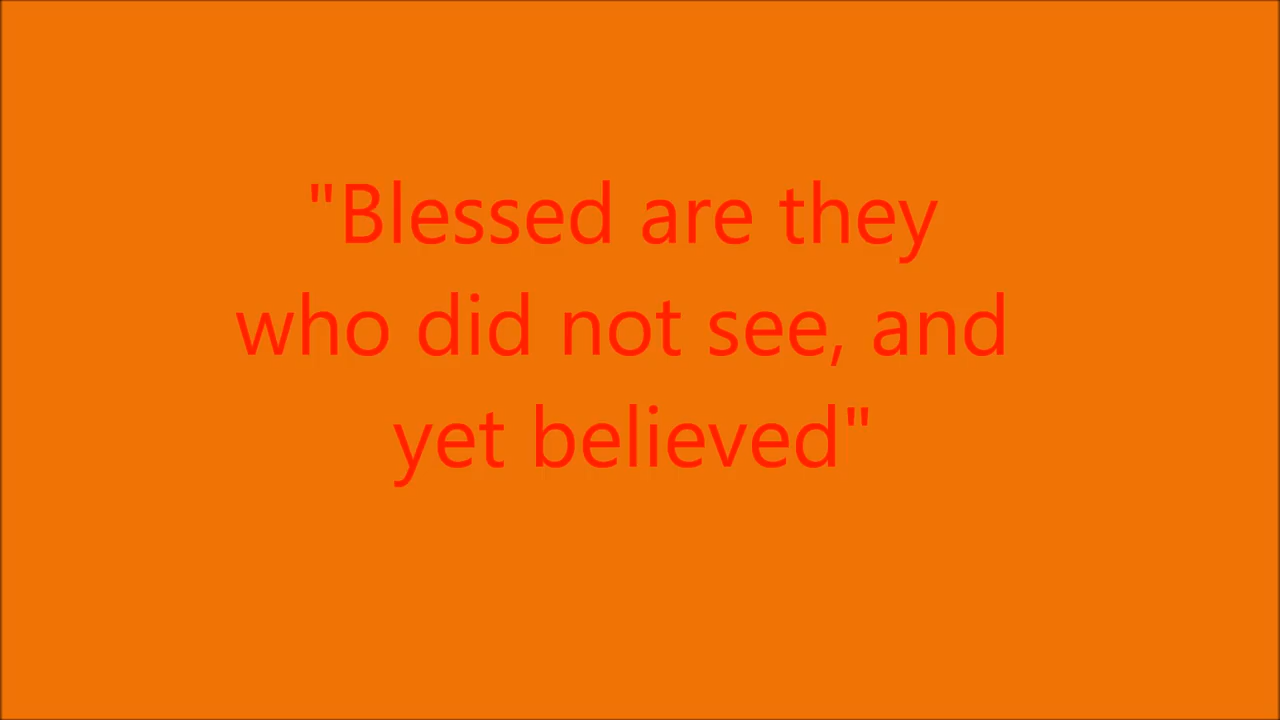 "Blessed are they
who did not see, and
yet believed"